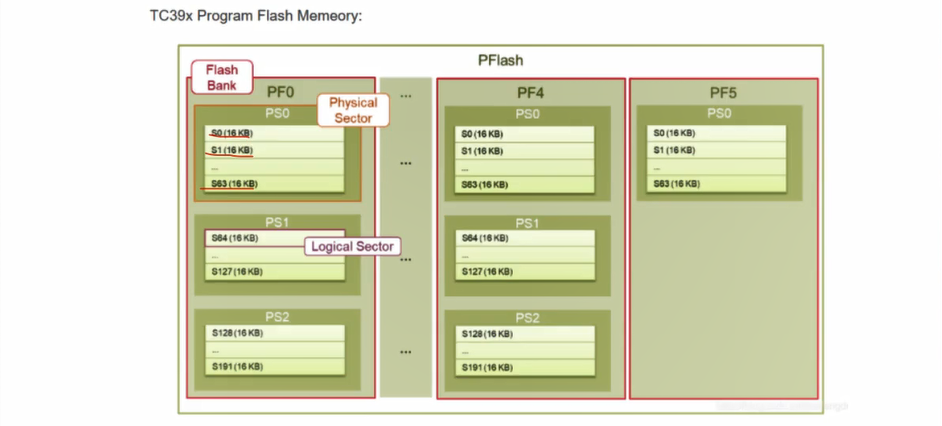 TC39x Program Flash Memeory:
PFlash
Flash
Bank
PF0
Physical
Sector
PS0
S0 (16 KB)
S1 (16 KB)
...
S63 (16 KB)
PS1
S64 (16 KB)
Logical Sector
...
S127 (16 KB)
PS2
S128 (16 KB)
...
S191 (16 KB)
...
...
...
...
PF4
PS0
S0 (16 KB)
S1 (16 KB)
...
S63 (16 KB)
PS1
S64 (16 KB)
...
S127 (16 KB)
PS2
S128 (16 KB)
...
S191 (16 KB)
PF5
PS0
S0 (16 KB)
S1 (16 KB)
...
S63 (16 KB)